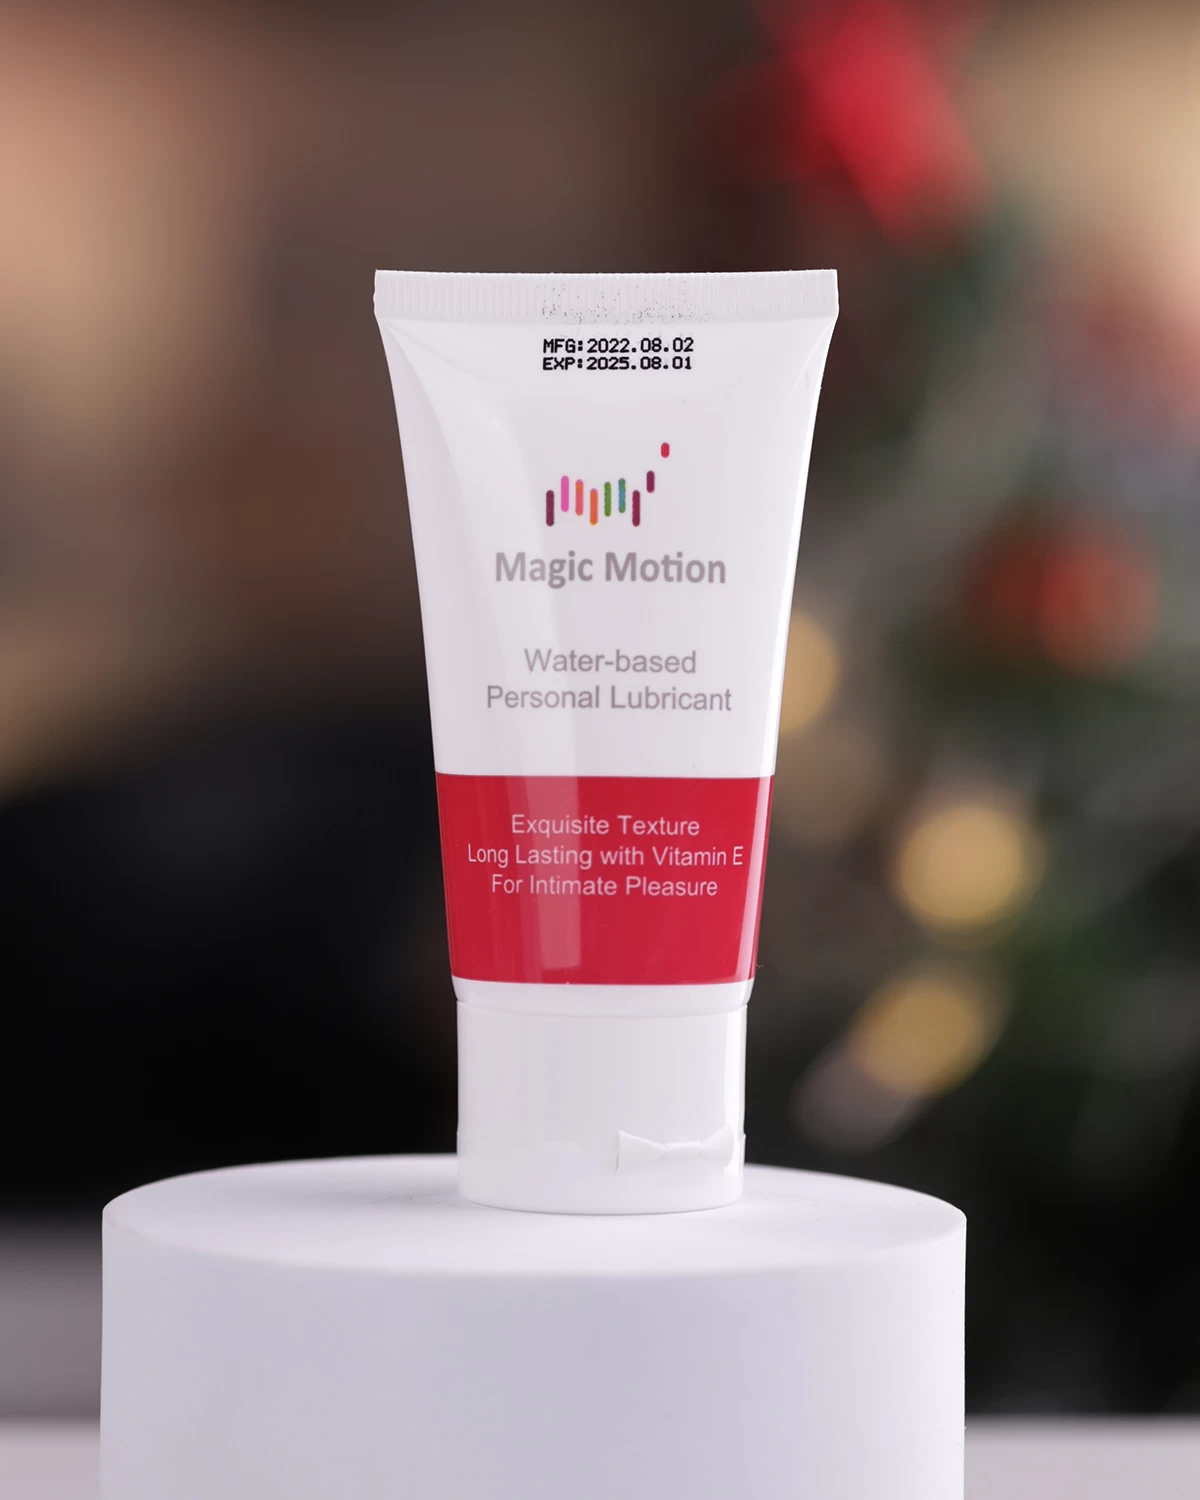 MFG:2022.08.02
EXP:2025.08.01
Magic Motion
Water-based
Personal Lubricant
Exquisite Texture
Long Lasting with Vitamin E
For Intimate Pleasure